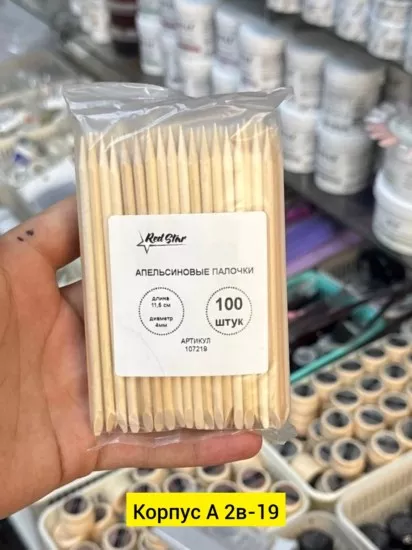 Red Star
АПЕЛЬСИНОВЫЕ ПАЛОЧКИ
длина
11,5 см
диаметр
4мм
100
штук
АРТИКУЛ
107219
Корпус А 2в-19